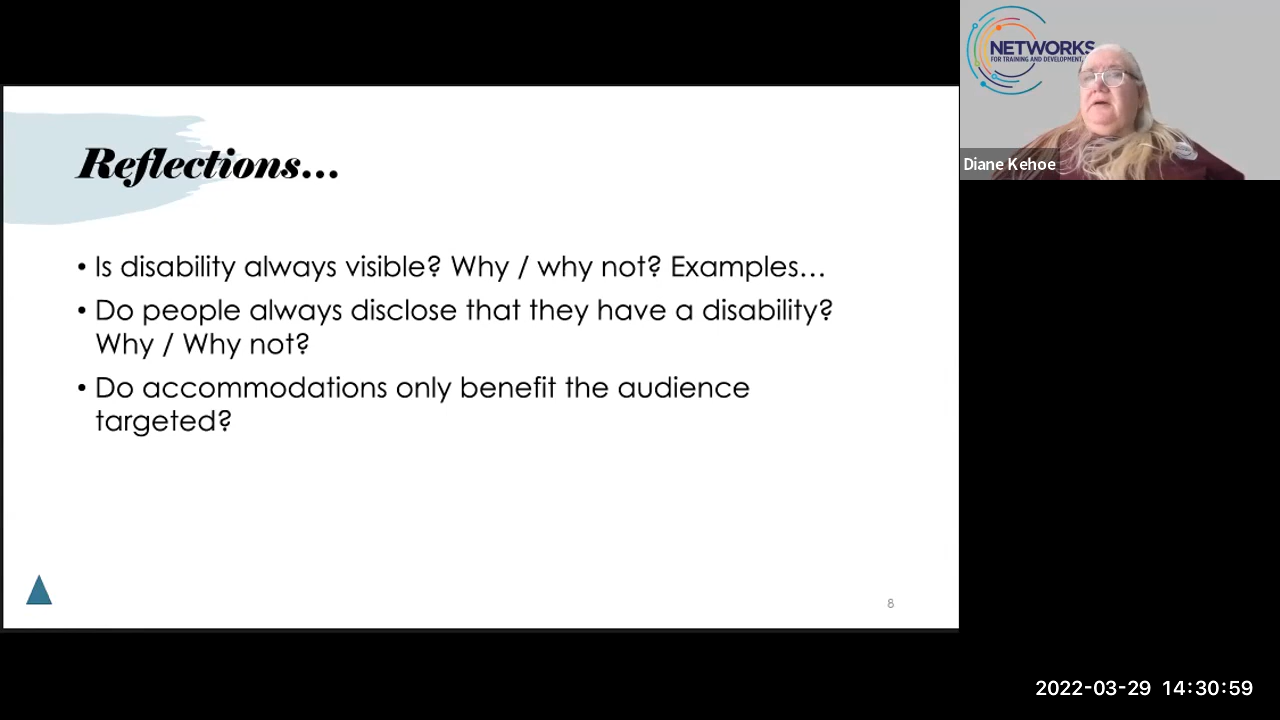 Reflections...
• Is disability always visible? Why / why not? Examples...
• Do people always disclose that they have a disability?
Why / Why not?
• Do accommodations only benefit the audience
targeted?
8
NETWORKS
FOR TRAINING AND DEVELOPMENT,
Diane Kehoe
2022-03-29 14:30:59